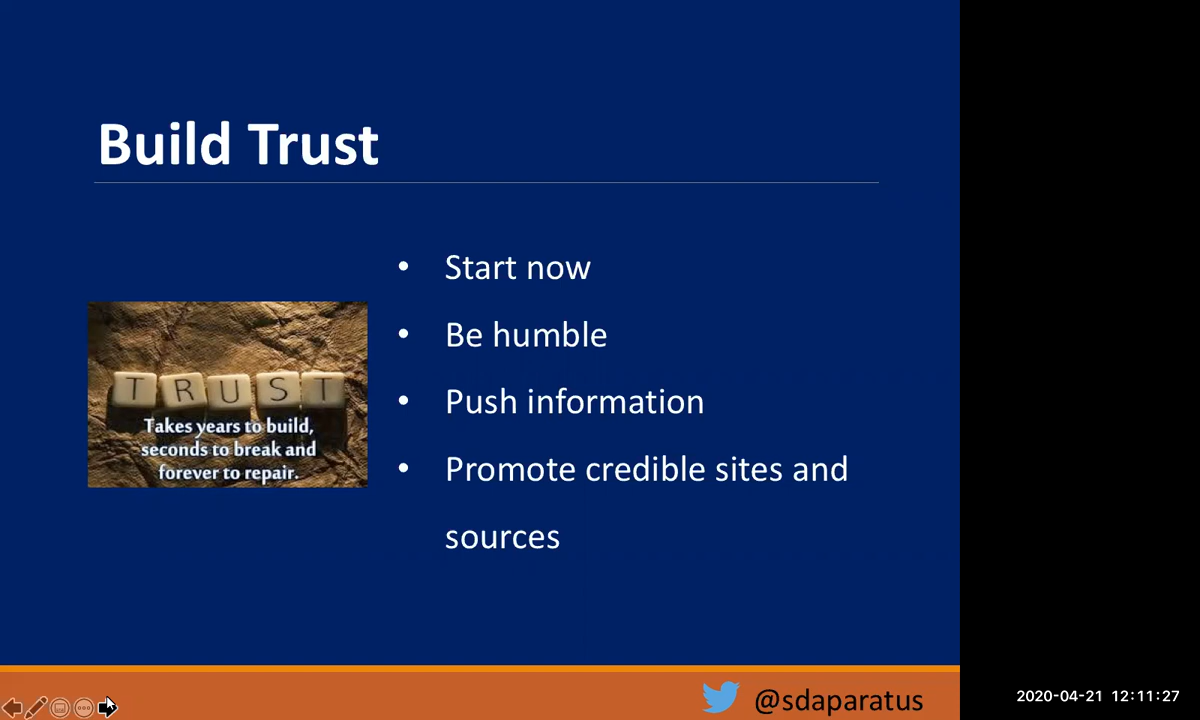 Build Trust
• Start now
• Be humble
• Push information
• Promote credible sites and
sources
TRUST
Takes years to build,
seconds to break and
forever to repair.
@sdaparatus
2020-04-21 12:11:27